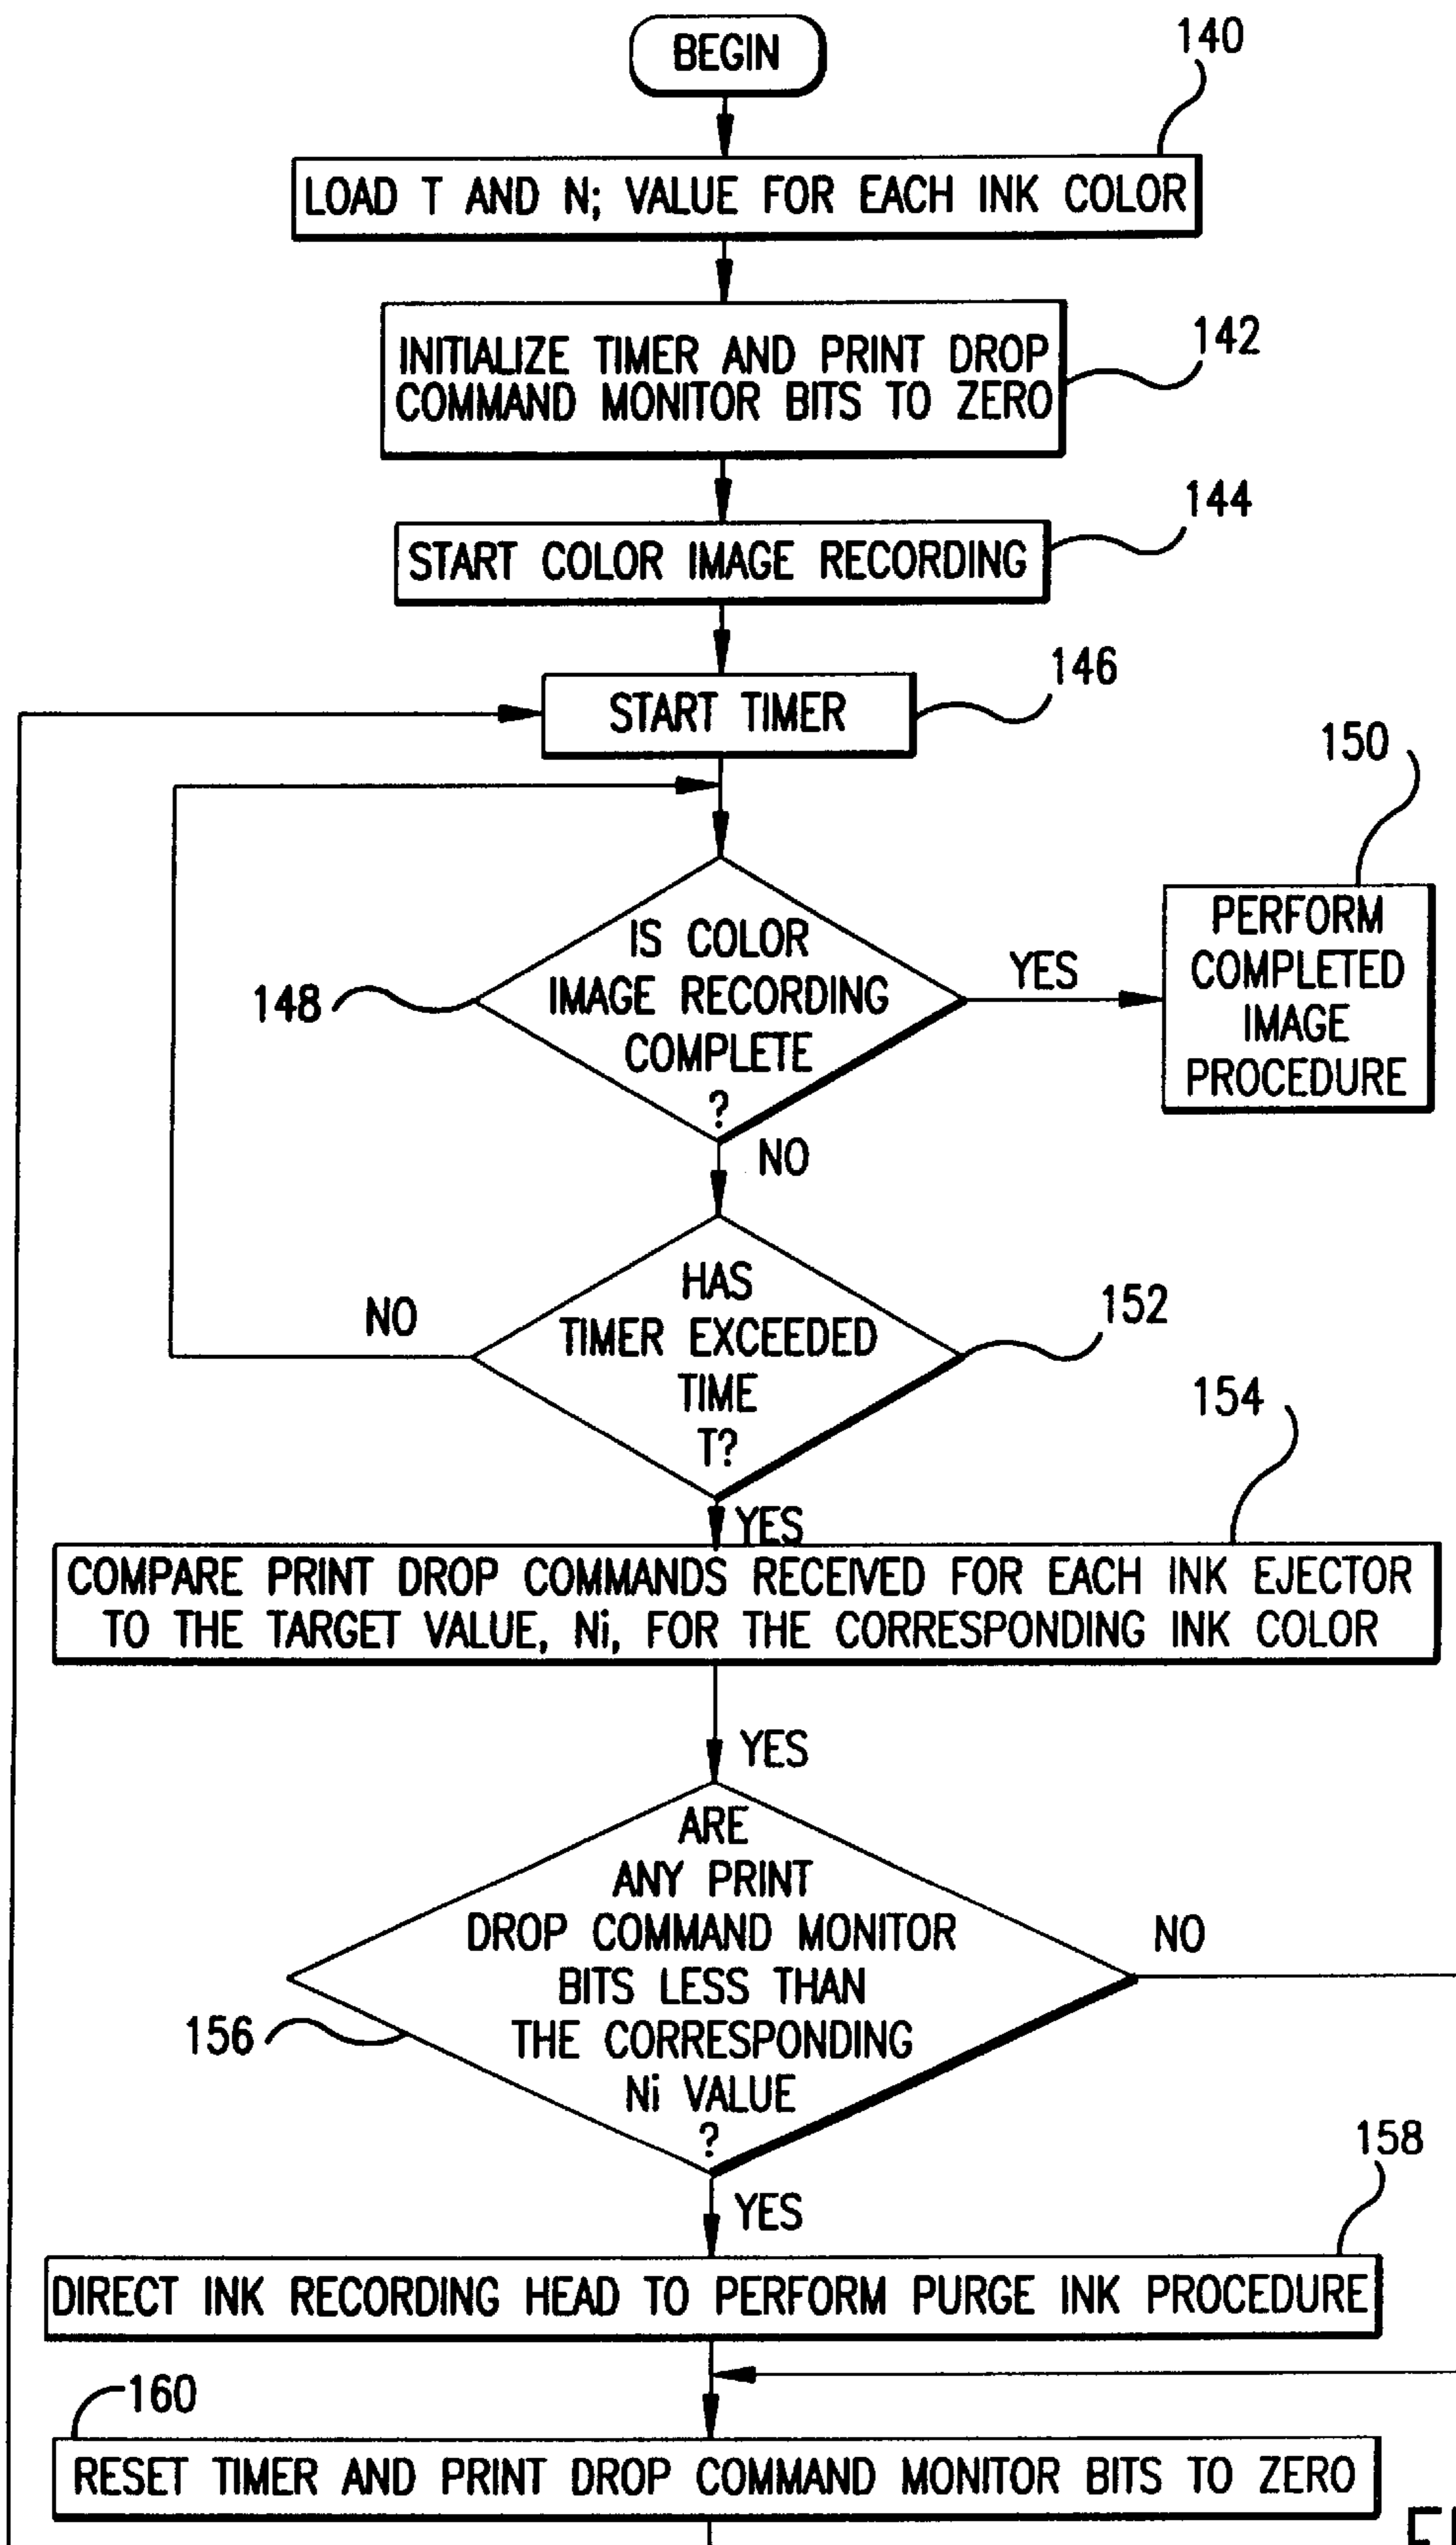 BEGIN
140
LOAD T AND N; VALUE FOR EACH INK COLOR
INITIALIZE TIMER AND PRINT DROP
COMMAND MONITOR BITS TO ZERO
142
START COLOR IMAGE RECORDING
144
START TIMER
146
IS COLOR
IMAGE RECORDING
COMPLETE
?
148
YES
150
PERFORM
COMPLETED
IMAGE
PROCEDURE
NO
HAS
TIMER EXCEEDED
TIME
T?
NO
152
YES
154
COMPARE PRINT DROP COMMANDS RECEIVED FOR EACH INK EJECTOR
TO THE TARGET VALUE, Ni, FOR THE CORRESPONDING INK COLOR
YES
ARE
ANY PRINT
DROP COMMAND MONITOR
BITS LESS THAN
THE CORRESPONDING
Ni VALUE
?
156
NO
YES
158
DIRECT INK RECORDING HEAD TO PERFORM PURGE INK PROCEDURE
160
RESET TIMER AND PRINT DROP COMMAND MONITOR BITS TO ZERO